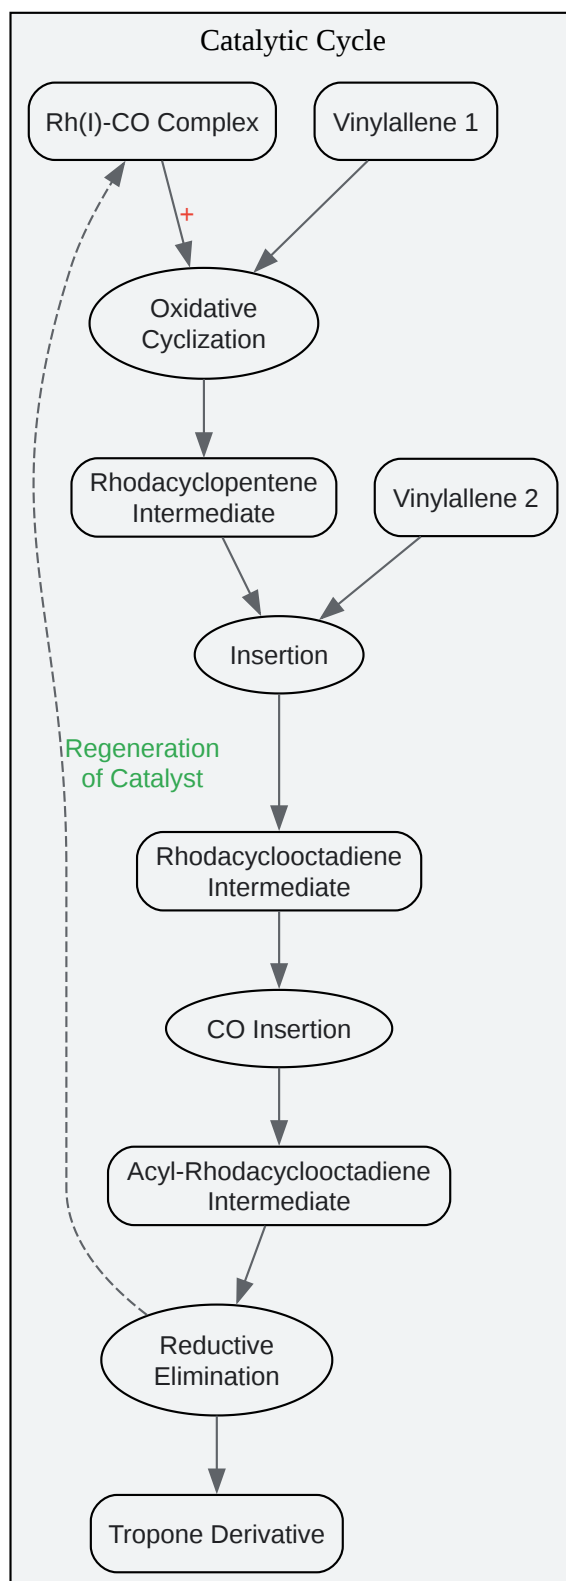 Catalytic Cycle
Rh(I)-CO Complex
Vinylallene 1
+
Oxidative
Cyclization
Rhodacyclopentene
Intermediate
Vinylallene 2
Insertion
Regeneration
of Catalyst
Rhodacyclooctadiene
Intermediate
CO Insertion
Acyl-Rhodacyclooctadiene
Intermediate
Reductive
Elimination
Tropone Derivative